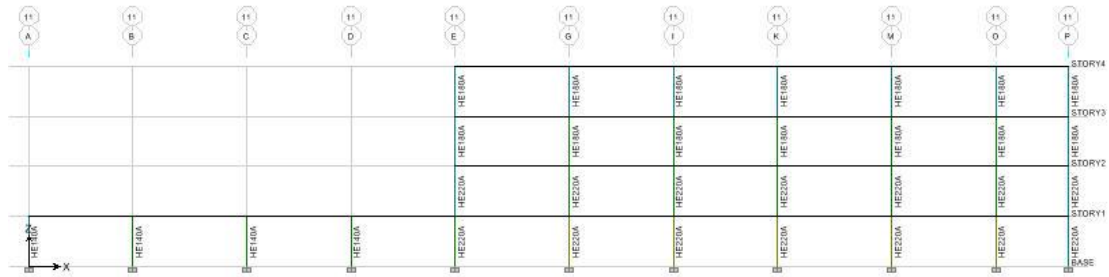 11 11 11 11 11 11 11 11 11 11 11
A B C D E G I K M O P
STORY4
HE180A HE180A HE180A HE180A HE180A HE180A HE180A
STORY3
HE180A HE180A HE180A HE180A HE180A HE180A HE180A
STORY2
HE220A HE220A HE220A HE220A HE220A HE220A HE220A
STORY1
HE140A HE140A HE140A HE140A HE220A HE220A HE220A HE220A HE220A HE220A HE220A
Z
X
BASE